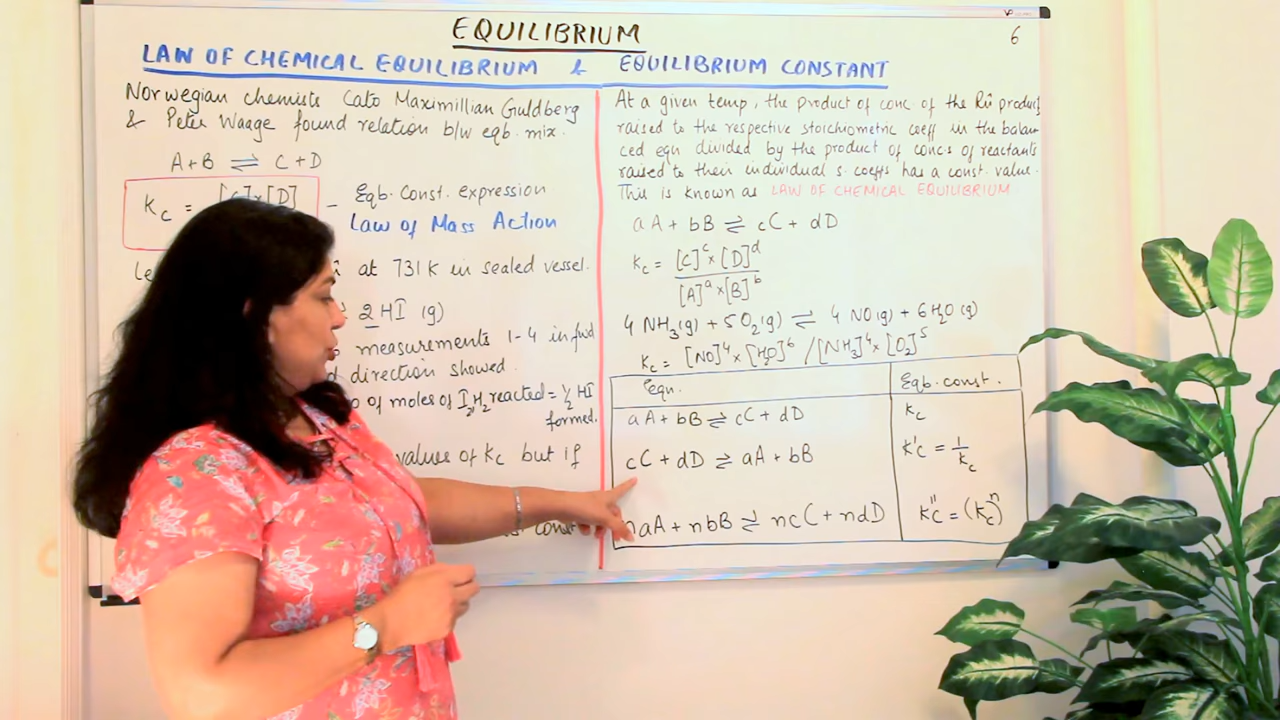 EQUILIBRIUM
6
LAW OF CHEMICAL EQUILIBRIUM & EQUILIBRIUM CONSTANT
Norwegian chemists Cato Maximillian Guldberg
& Peter Waage found relation b/w eqb. mix.
A+B ⇌ C+D
Kc = [C]x[D] – Eqb. Const. expression
Law of Mass Action
at 731K in sealed vessel.
2HI (g)
measurements 1-4 in fwd
direction showed.
of moles of I2,H2 reacted = ½ HI
formed.
values of Kc but if
At a given temp, the product of conc. of the Rn product
raised to the respective stoichiometric coeff in the balan
ced eqn divided by the product of concs of reactants
raised to their individual s. coeffs has a const. value.
This is known as LAW OF CHEMICAL EQUILIBRIUM
aA + bB ⇌ cC + dD
Kc = [C]^c x [D]^d
[A]^a x [B]^b
4 NH3(g) + 5O2(g) ⇌ 4 NO(g) + 6H2O (g)
Kc = [NO]^4 x [H2O]^6 / [NH3]^4 x [O2]^5
Eqn. Eqb. const.
aA + bB ⇌ cC + dD Kc
cC + dD ⇌ aA + bB K'c = 1/Kc
naA + nbB ⇌ ncC + ndD K''c = (Kc)^n